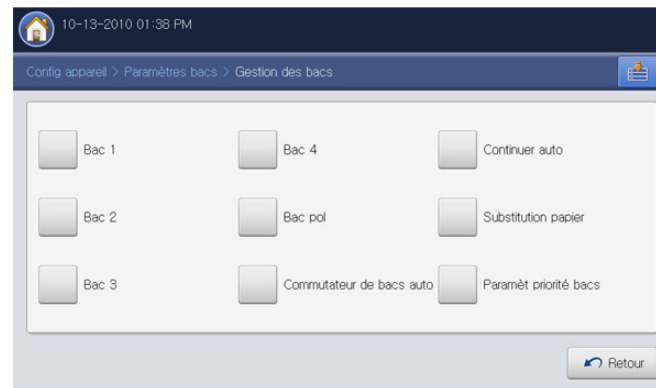 10-13-2010 01:38 PM
Config appareil > Paramètres bacs > Gestion des bacs
Bac 1
Bac 4
Continuer auto
Bac 2
Bac pol
Substitution papier
Bac 3
Commutateur de bacs auto
Paramèt priorité bacs
Retour